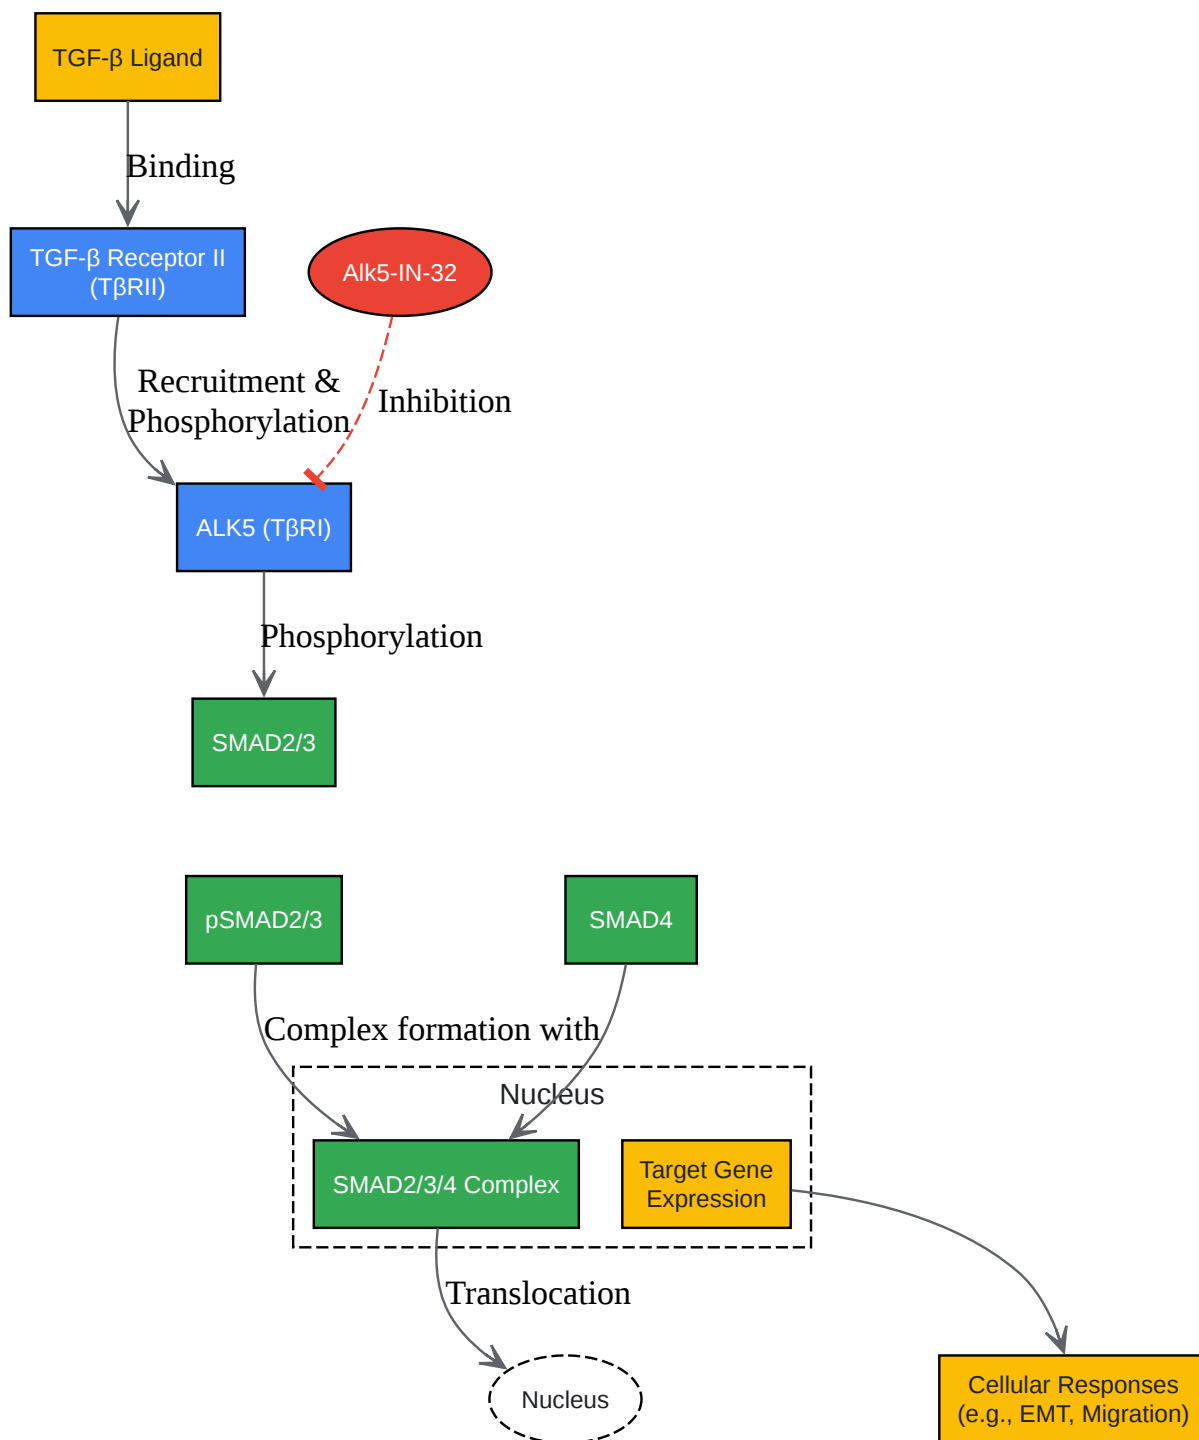 TGF-β Ligand
Binding
TGF-β Receptor II
(TβRII)
Alk5-IN-32
Recruitment &
Phosphorylation
Inhibition
ALK5 (TβRI)
Phosphorylation
SMAD2/3
pSMAD2/3
SMAD4
Complex formation with
Nucleus
SMAD2/3/4 Complex
Target Gene
Expression
Translocation
Nucleus
Cellular Responses
(e.g., EMT, Migration)